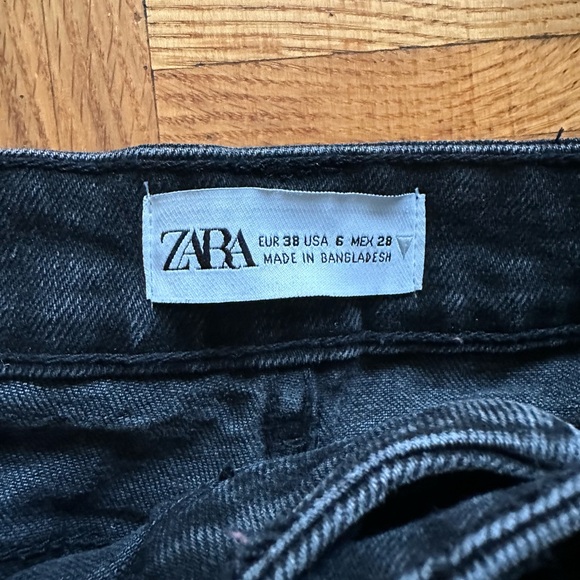 ZARA
EUR 38 USA 6 MEX 28
MADE IN BANGLADESH